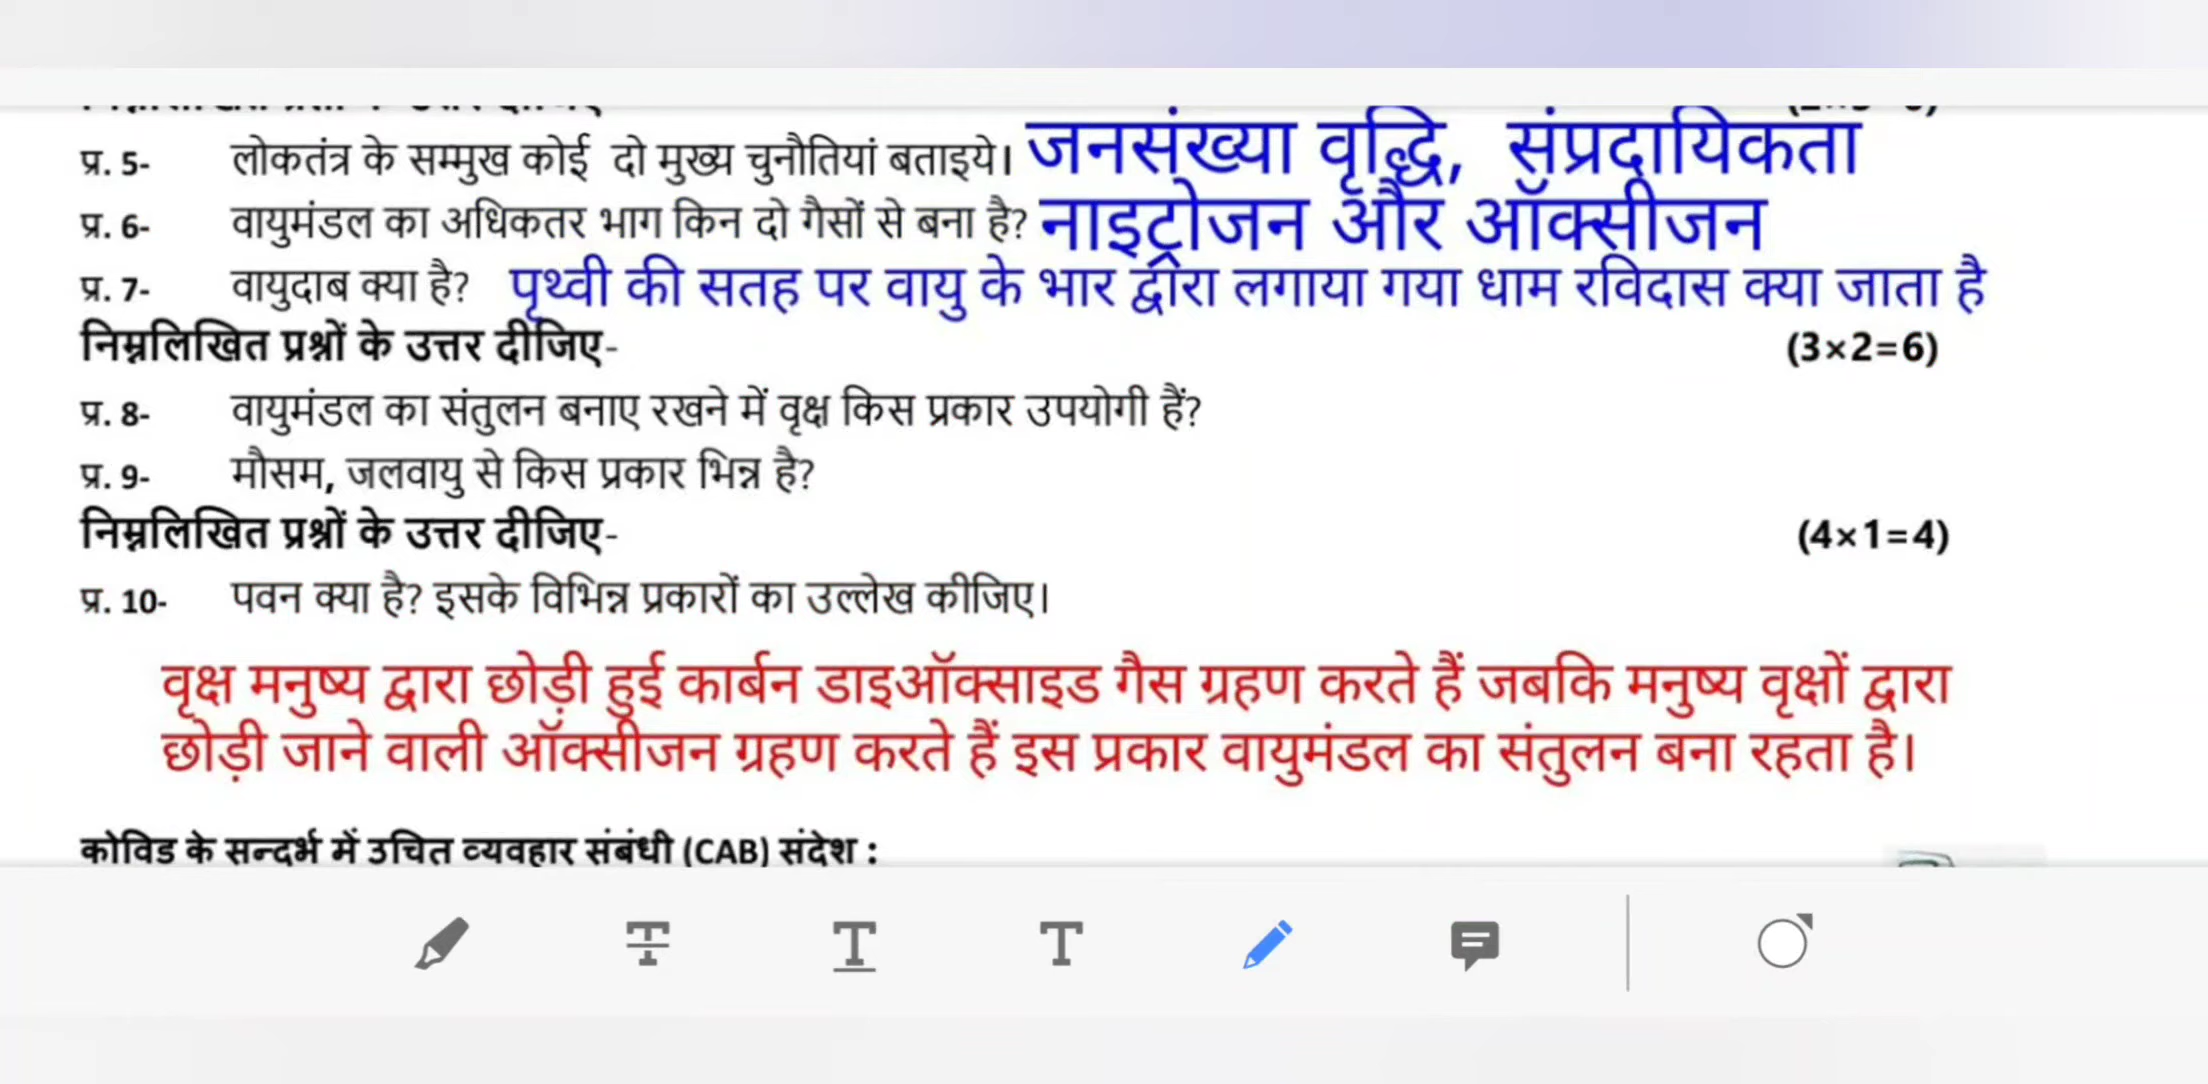 प्र. 5- लोकतंत्र के सम्मुख कोई दो मुख्य चुनौतियां बताइये। जनसंख्या वृद्धि, संप्रदायिकता
प्र. 6- वायुमंडल का अधिकतर भाग किन दो गैसों से बना है? नाइट्रोजन और ऑक्सीजन
प्र. 7- वायुदाब क्या है? पृथ्वी की सतह पर वायु के भार द्वारा लगाया गया धाम रविदास क्या जाता है
निम्नलिखित प्रश्नों के उत्तर दीजिए- (3×2=6)
प्र. 8- वायुमंडल का संतुलन बनाए रखने में वृक्ष किस प्रकार उपयोगी हैं?
प्र. 9- मौसम, जलवायु से किस प्रकार भिन्न है?
निम्नलिखित प्रश्नों के उत्तर दीजिए- (4×1=4)
प्र. 10- पवन क्या है? इसके विभिन्न प्रकारों का उल्लेख कीजिए।
वृक्ष मनुष्य द्वारा छोड़ी हुई कार्बन डाइऑक्साइड गैस ग्रहण करते हैं जबकि मनुष्य वृक्षों द्वारा
छोड़ी जाने वाली ऑक्सीजन ग्रहण करते हैं इस प्रकार वायुमंडल का संतुलन बना रहता है।
कोविड के सन्दर्भ में उचित व्यवहार संबंधी (CAB) संदेश :